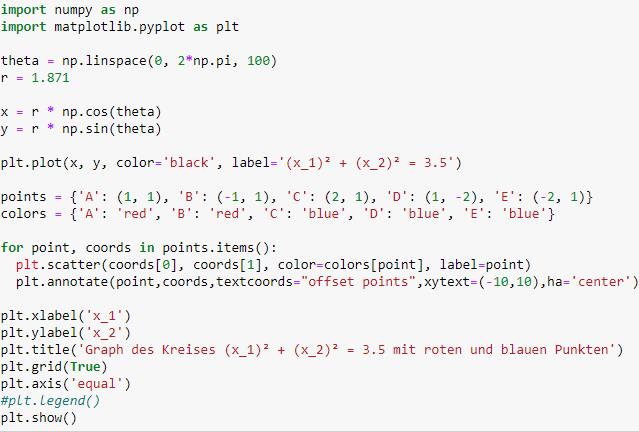 import numpy as np
import matplotlib.pyplot as plt
theta = np.linspace(0, 2*np.pi, 100)
r = 1.871
x = r * np.cos(theta)
y = r * np.sin(theta)
plt.plot(x, y, color='black', label='(x_1)² + (x_2)² = 3.5')
points = {'A': (1, 1), 'B': (-1, 1), 'C': (2, 1), 'D': (1, -2), 'E': (-2, 1)}
colors = {'A': 'red', 'B': 'red', 'C': 'blue', 'D': 'blue', 'E': 'blue'}
for point, coords in points.items():
  plt.scatter(coords[0], coords[1], color=colors[point], label=point)
  plt.annotate(point,coords,textcoords="offset points",xytext=(-10,10),ha='center')
plt.xlabel('x_1')
plt.ylabel('x_2')
plt.title('Graph des Kreises (x_1)² + (x_2)² = 3.5 mit roten und blauen Punkten')
plt.grid(True)
plt.axis('equal')
#plt.legend()
plt.show()